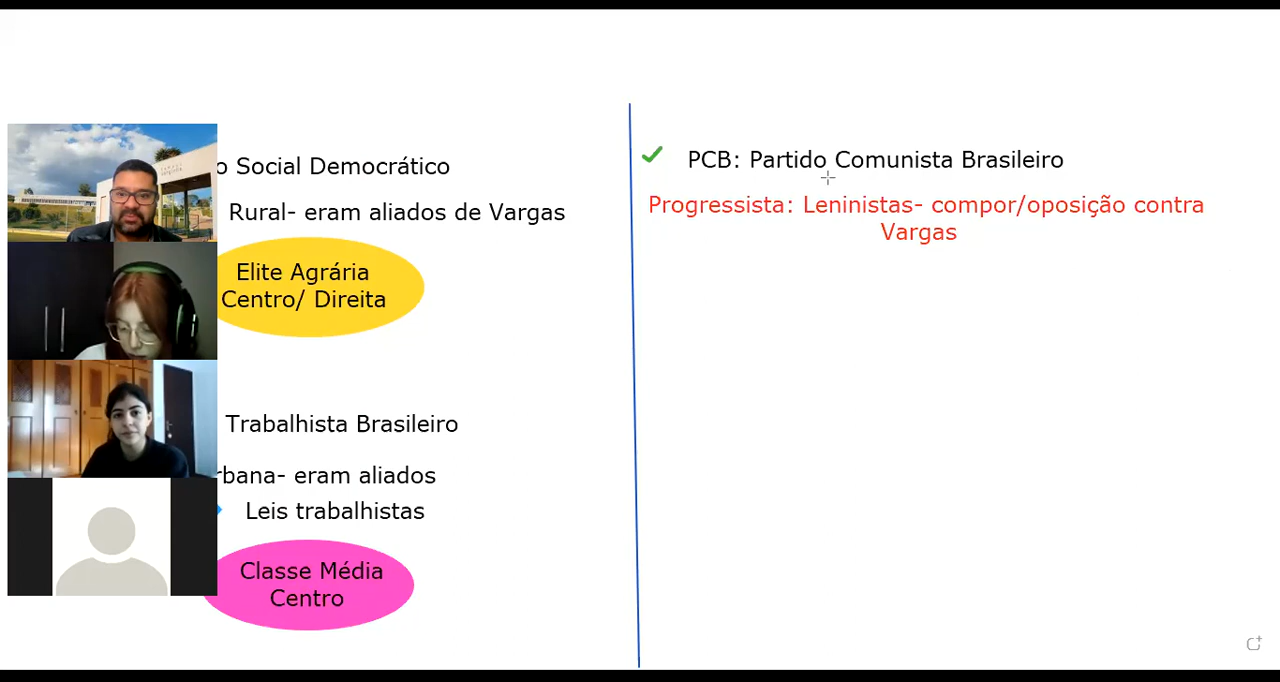 Social Democrático
Rural- eram aliados de Vargas
Elite Agrária
Centro/ Direita
Trabalhista Brasileiro
eram aliados
Leis trabalhistas
Classe Média
Centro
PCB: Partido Comunista Brasileiro
Progressista: Leninistas- compor/oposição contra
Vargas